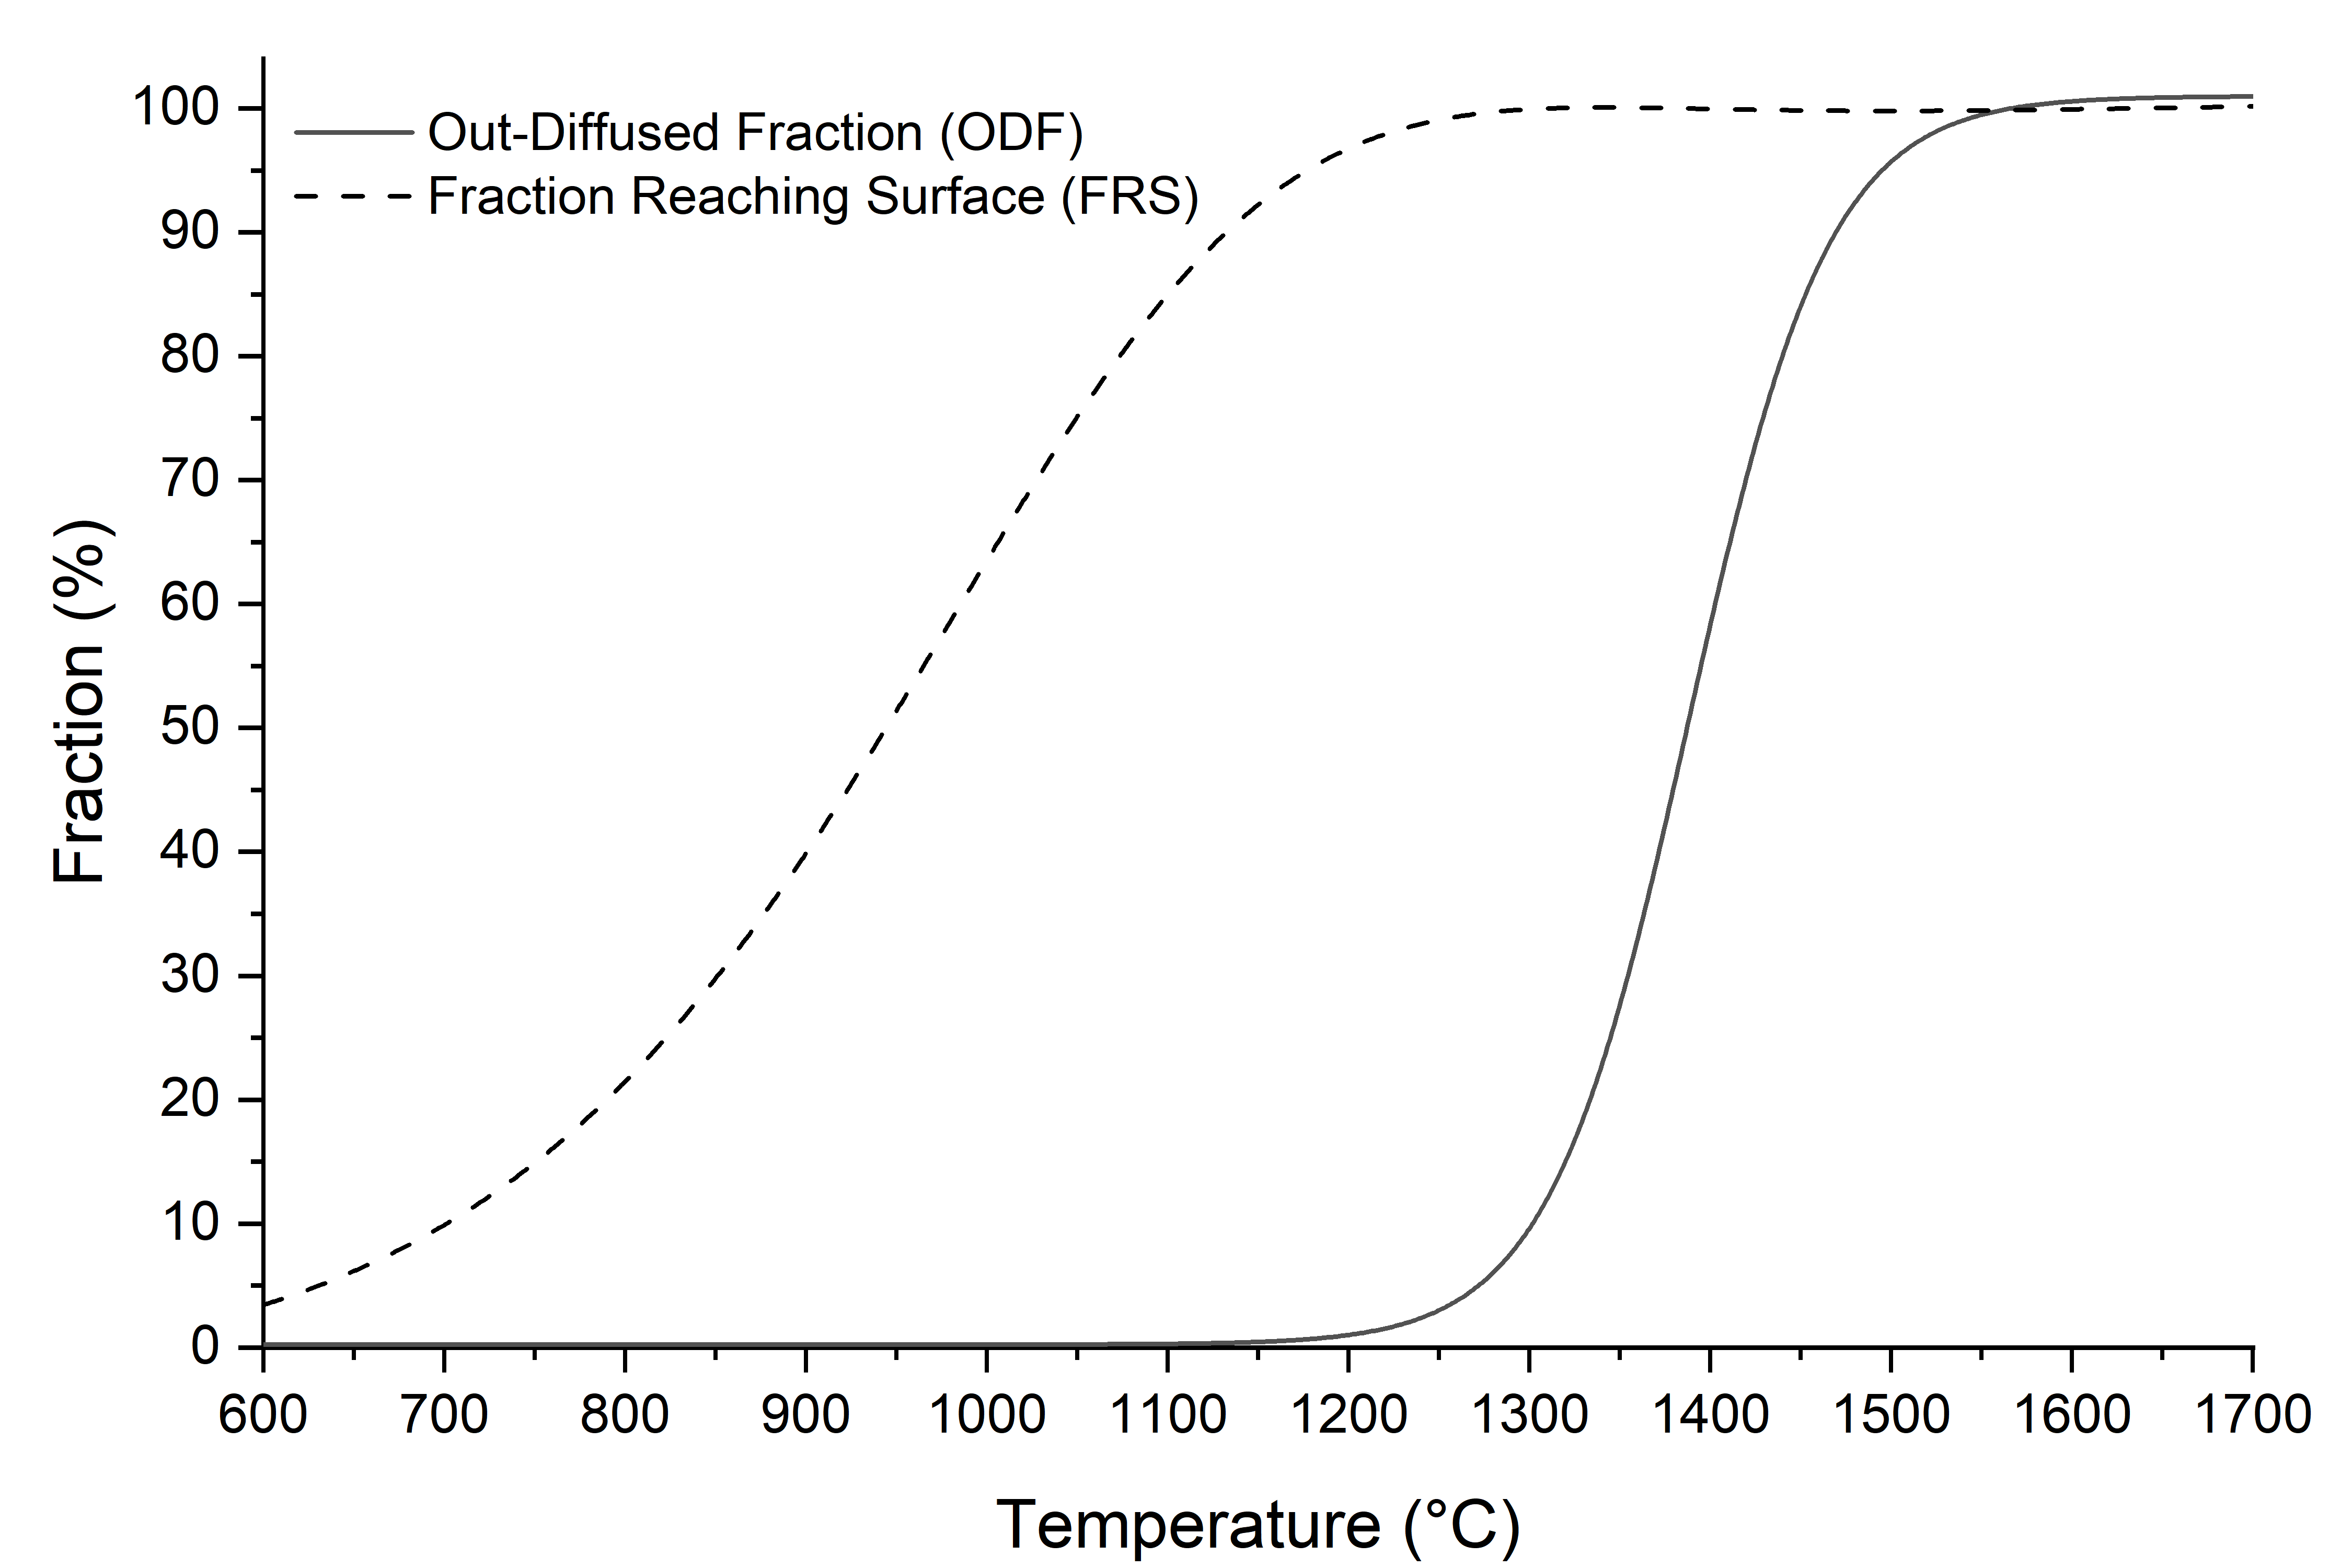 Out-Diffused Fraction (ODF)
Fraction Reaching Surface (FRS)
Fraction (%)
100
90
80
70
60
50
40
30
20
10
0
600 700 800 900 1000 1100 1200 1300 1400 1500 1600 1700
Temperature (°C)